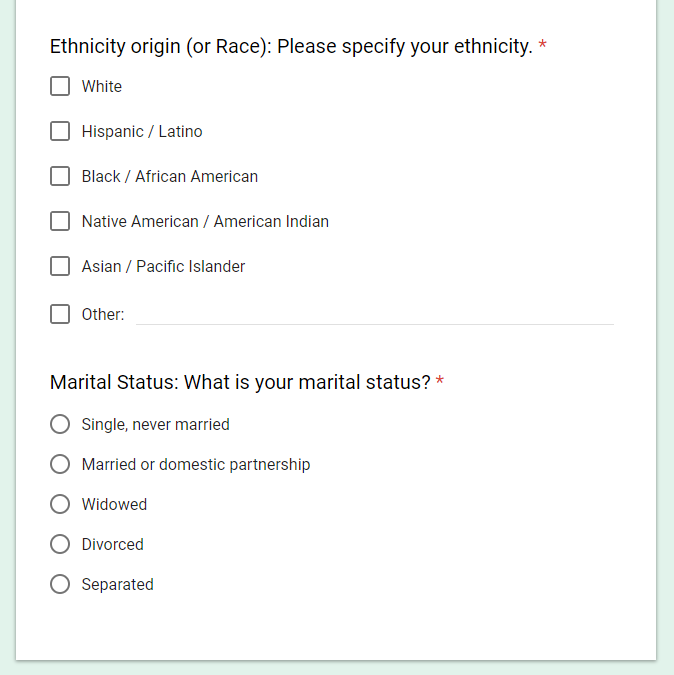 Ethnicity origin (or Race): Please specify your ethnicity. *
White
Hispanic / Latino
Black / African American
Native American / American Indian
Asian / Pacific Islander
Other:
Marital Status: What is your marital status? *
Single, never married
Married or domestic partnership
Widowed
Divorced
Separated